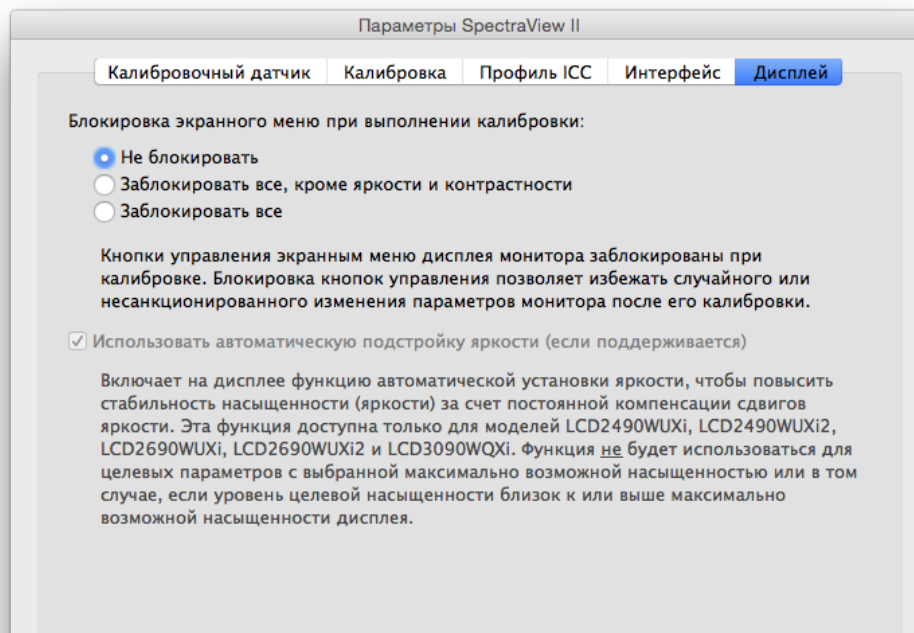 Параметры SpectraView II
Калибровочный датчик Калибровка Профиль ICC Интерфейс Дисплей
Блокировка экранного меню при выполнении калибровки:
Не блокировать
Заблокировать все, кроме яркости и контрастности
Заблокировать все
Кнопки управления экранным меню дисплея монитора заблокированы при
калибровке. Блокировка кнопок управления позволяет избежать случайного или
несанкционированного изменения параметров монитора после его калибровки.
Использовать автоматическую подстройку яркости (если поддерживается)
Включает на дисплее функцию автоматической установки яркости, чтобы повысить
стабильность насыщенности (яркости) за счет постоянной компенсации сдвигов
яркости. Эта функция доступна только для моделей LCD2490WUXi, LCD2490WUXi2,
LCD2690WUXi, LCD2690WUXi2 и LCD3090WQXi. Функция не будет использоваться для
целевых параметров с выбранной максимально возможной насыщенностью или в том
случае, если уровень целевой насыщенности близок к или выше максимально
возможной насыщенности дисплея.